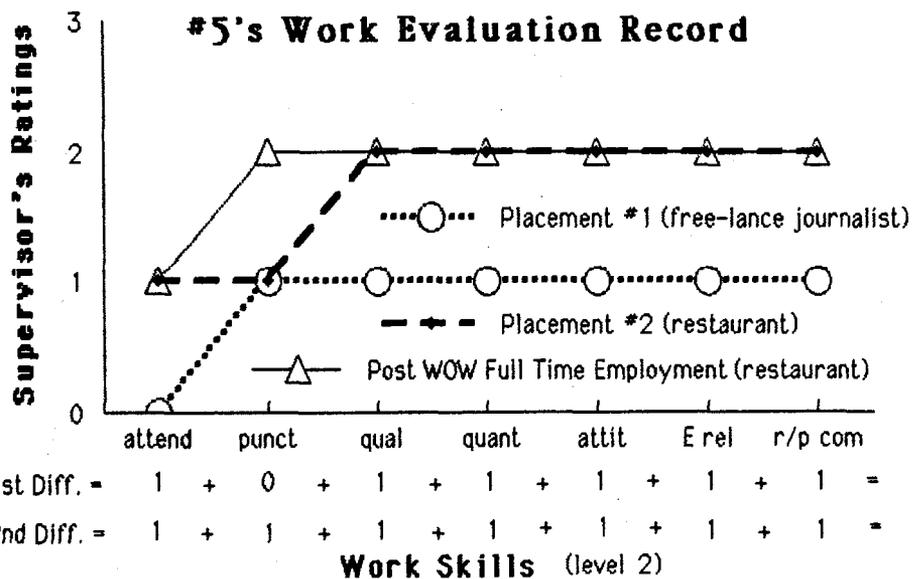 #5's Work Evaluation Record
Supervisor's Ratings
3
2
1
0
Placement #1 (free-lance journalist)
Placement #2 (restaurant)
Post WOW Full Time Employment (restaurant)
attend punct qual quant attit E rel r/p com
st Diff. = 1 + 0 + 1 + 1 + 1 + 1 + 1 =
nd Diff. = 1 + 1 + 1 + 1 + 1 + 1 + 1 =
Work Skills (level 2)